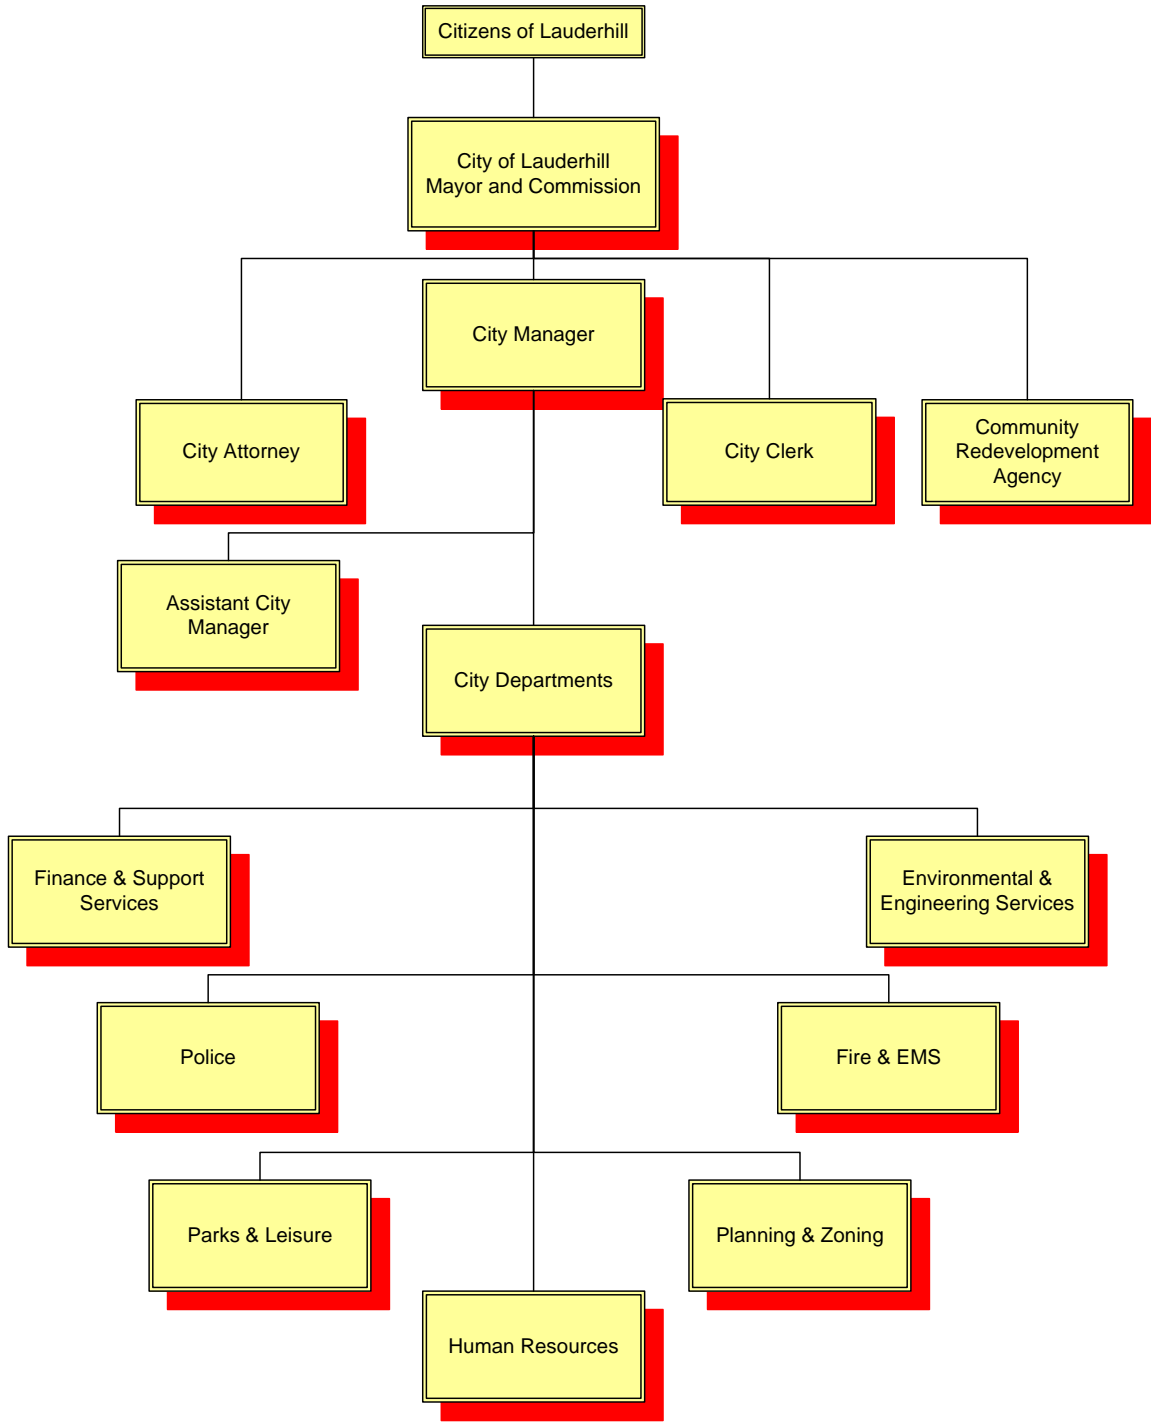 Citizens of Lauderhill
City of Lauderhill
Mayor and Commission
City Manager
City Attorney
City Clerk
Community
Redevelopment
Agency
Assistant City
Manager
City Departments
Finance & Support
Services
Environmental &
Engineering Services
Police
Fire & EMS
Parks & Leisure
Planning & Zoning
Human Resources